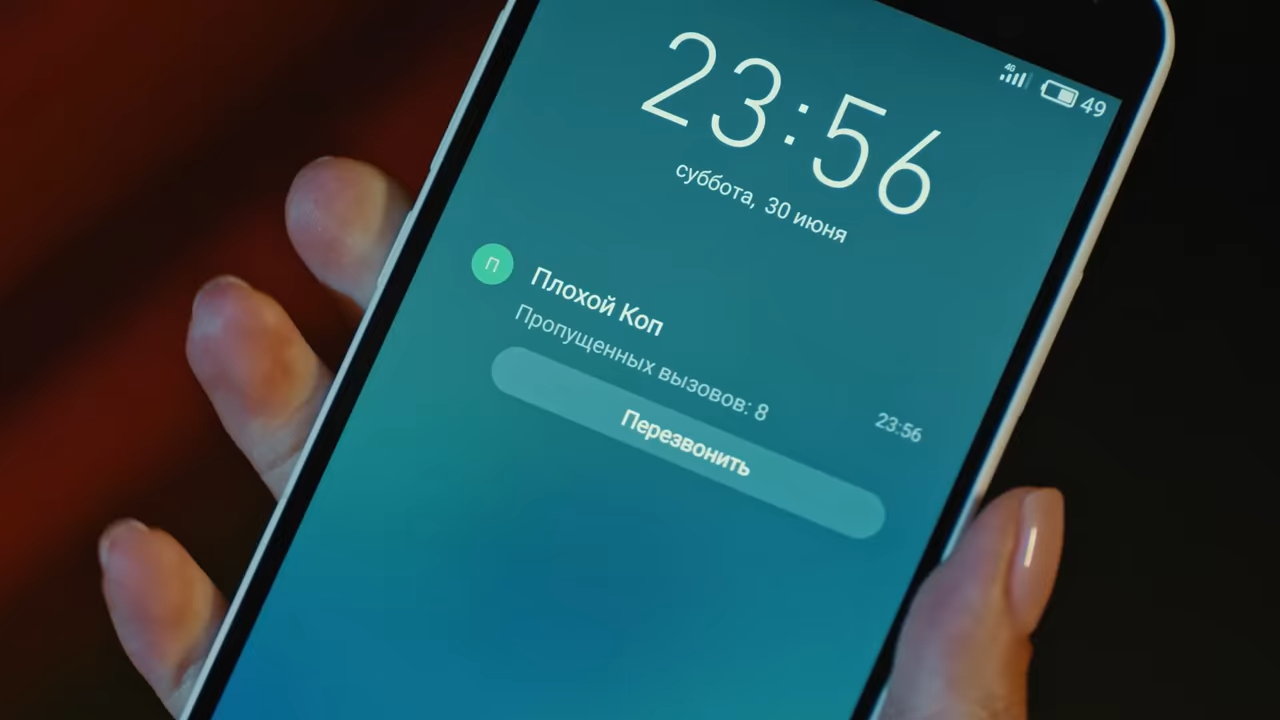 4G 49
23:56
суббота, 30 июня
П
Плохой Коп
Пропущенных вызовов: 8
23:56
Перезвонить